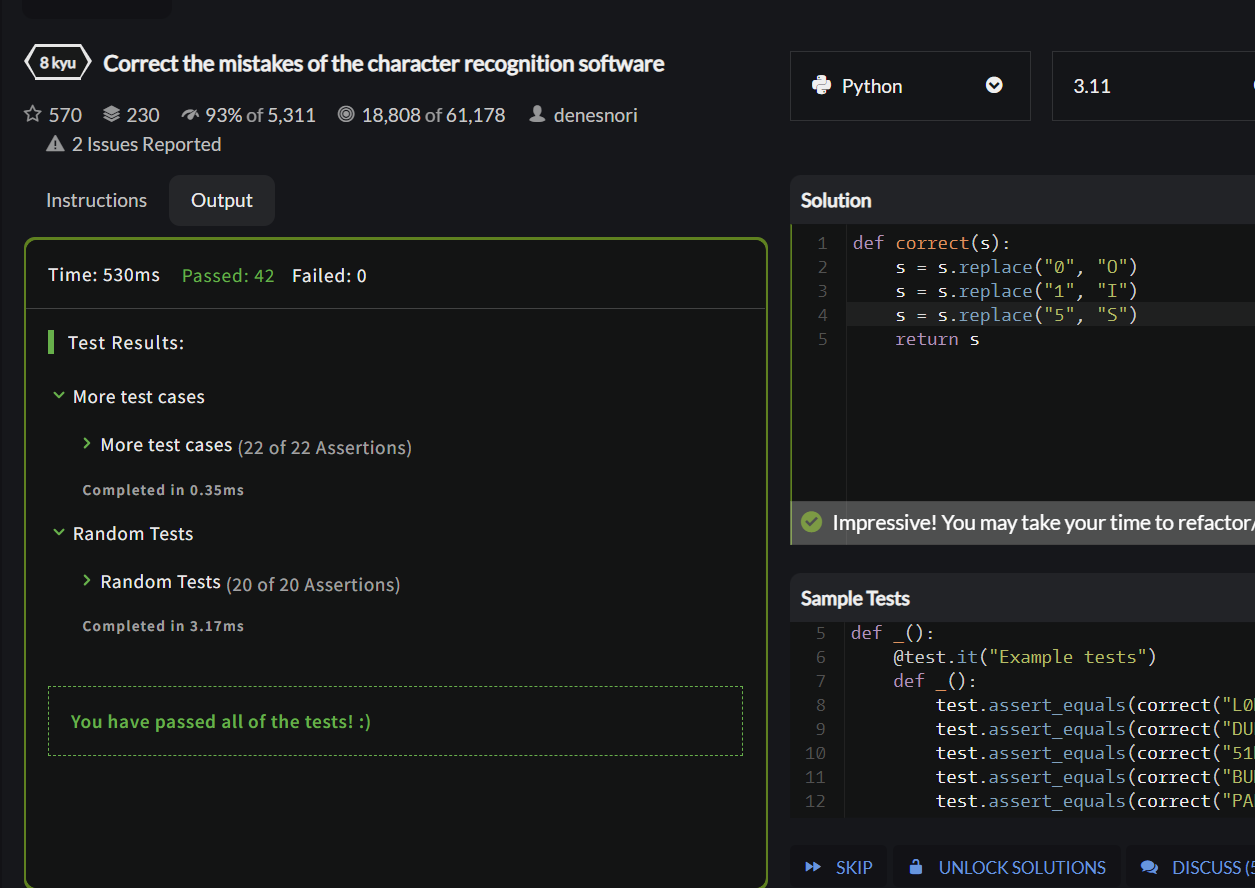 8 kyu Correct the mistakes of the character recognition software
570 230 93% of 5,311 18,808 of 61,178 denesnori
2 Issues Reported
Instructions Output
Time: 530ms Passed: 42 Failed: 0
Test Results:
More test cases
More test cases (22 of 22 Assertions)
Completed in 0.35ms
Random Tests
Random Tests (20 of 20 Assertions)
Completed in 3.17ms
You have passed all of the tests! :)
Python 3.11
Solution
1 def correct(s):
2 s = s.replace("0", "O")
3 s = s.replace("1", "I")
4 s = s.replace("5", "S")
5 return s
Impressive! You may take your time to refactor/
Sample Tests
5 def _():
6 @test.it("Example tests")
7 def _():
8 test.assert_equals(correct("L0
9 test.assert_equals(correct("DU
10 test.assert_equals(correct("51
11 test.assert_equals(correct("BU
12 test.assert_equals(correct("PA
SKIP UNLOCK SOLUTIONS DISCUSS (5